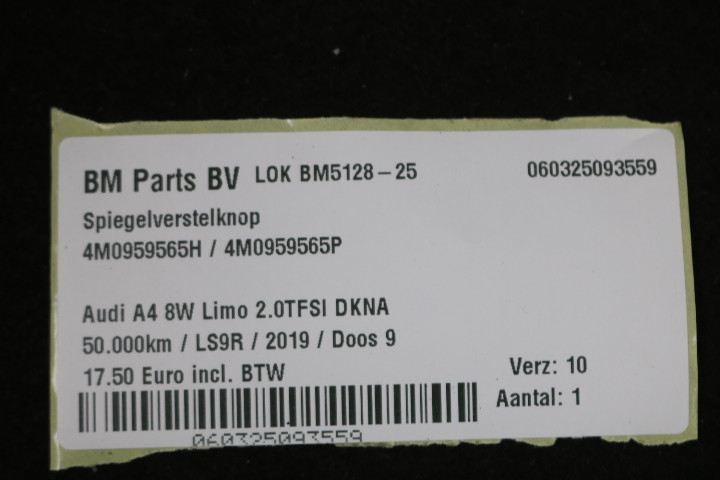 BM Parts BV LOK BM5128-25 060325093559
Spiegelverstelknop
4M0959565H / 4M0959565P
Audi A4 8W Limo 2.0TFSI DKNA
50.000km / LS9R / 2019 / Doos 9
17.50 Euro incl. BTW
Verz: 10
Aantal: 1
060325093559